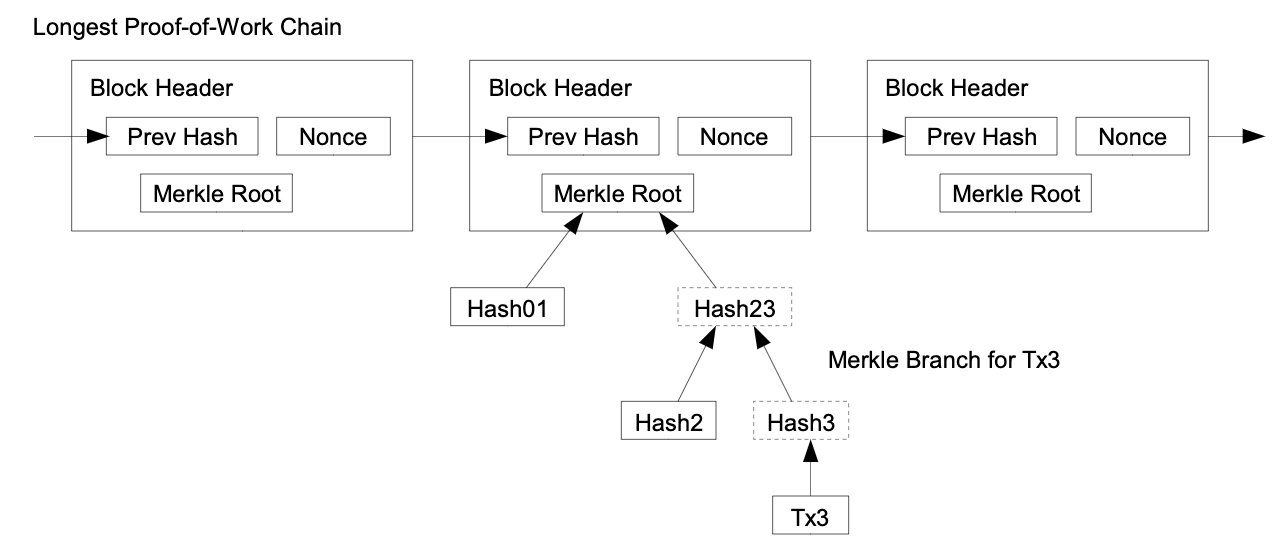 Longest Proof-of-Work Chain
Block Header
Prev Hash
Nonce
Merkle Root
Block Header
Prev Hash
Nonce
Merkle Root
Block Header
Prev Hash
Nonce
Merkle Root
Hash01
Hash23
Merkle Branch for Tx3
Hash2
Hash3
Tx3